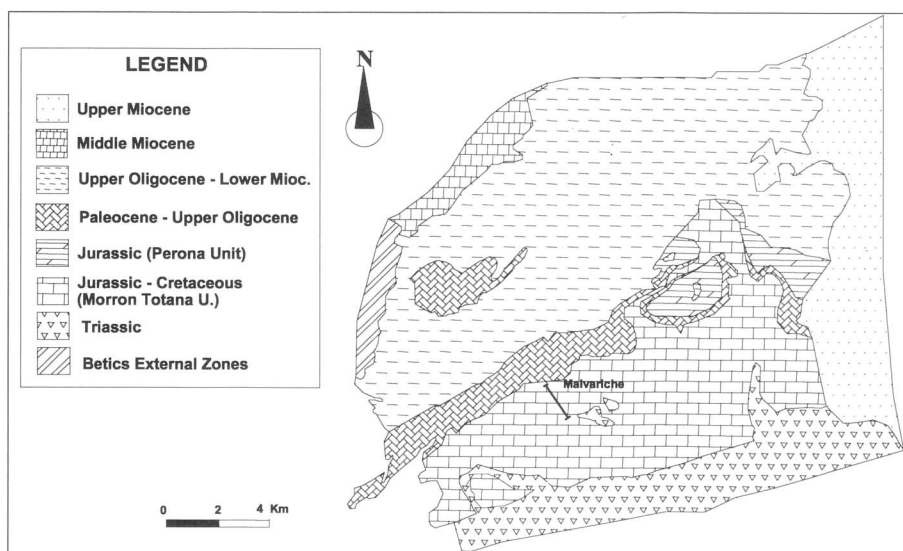 LEGEND
Upper Miocene
Middle Miocene
Upper Oligocene - Lower Mioc.
Paleocene - Upper Oligocene
Jurassic (Perona Unit)
Jurassic - Cretaceous
(Morron Totana U.)
Triassic
Betics External Zones
N
Malvariche
0 2 4 Km